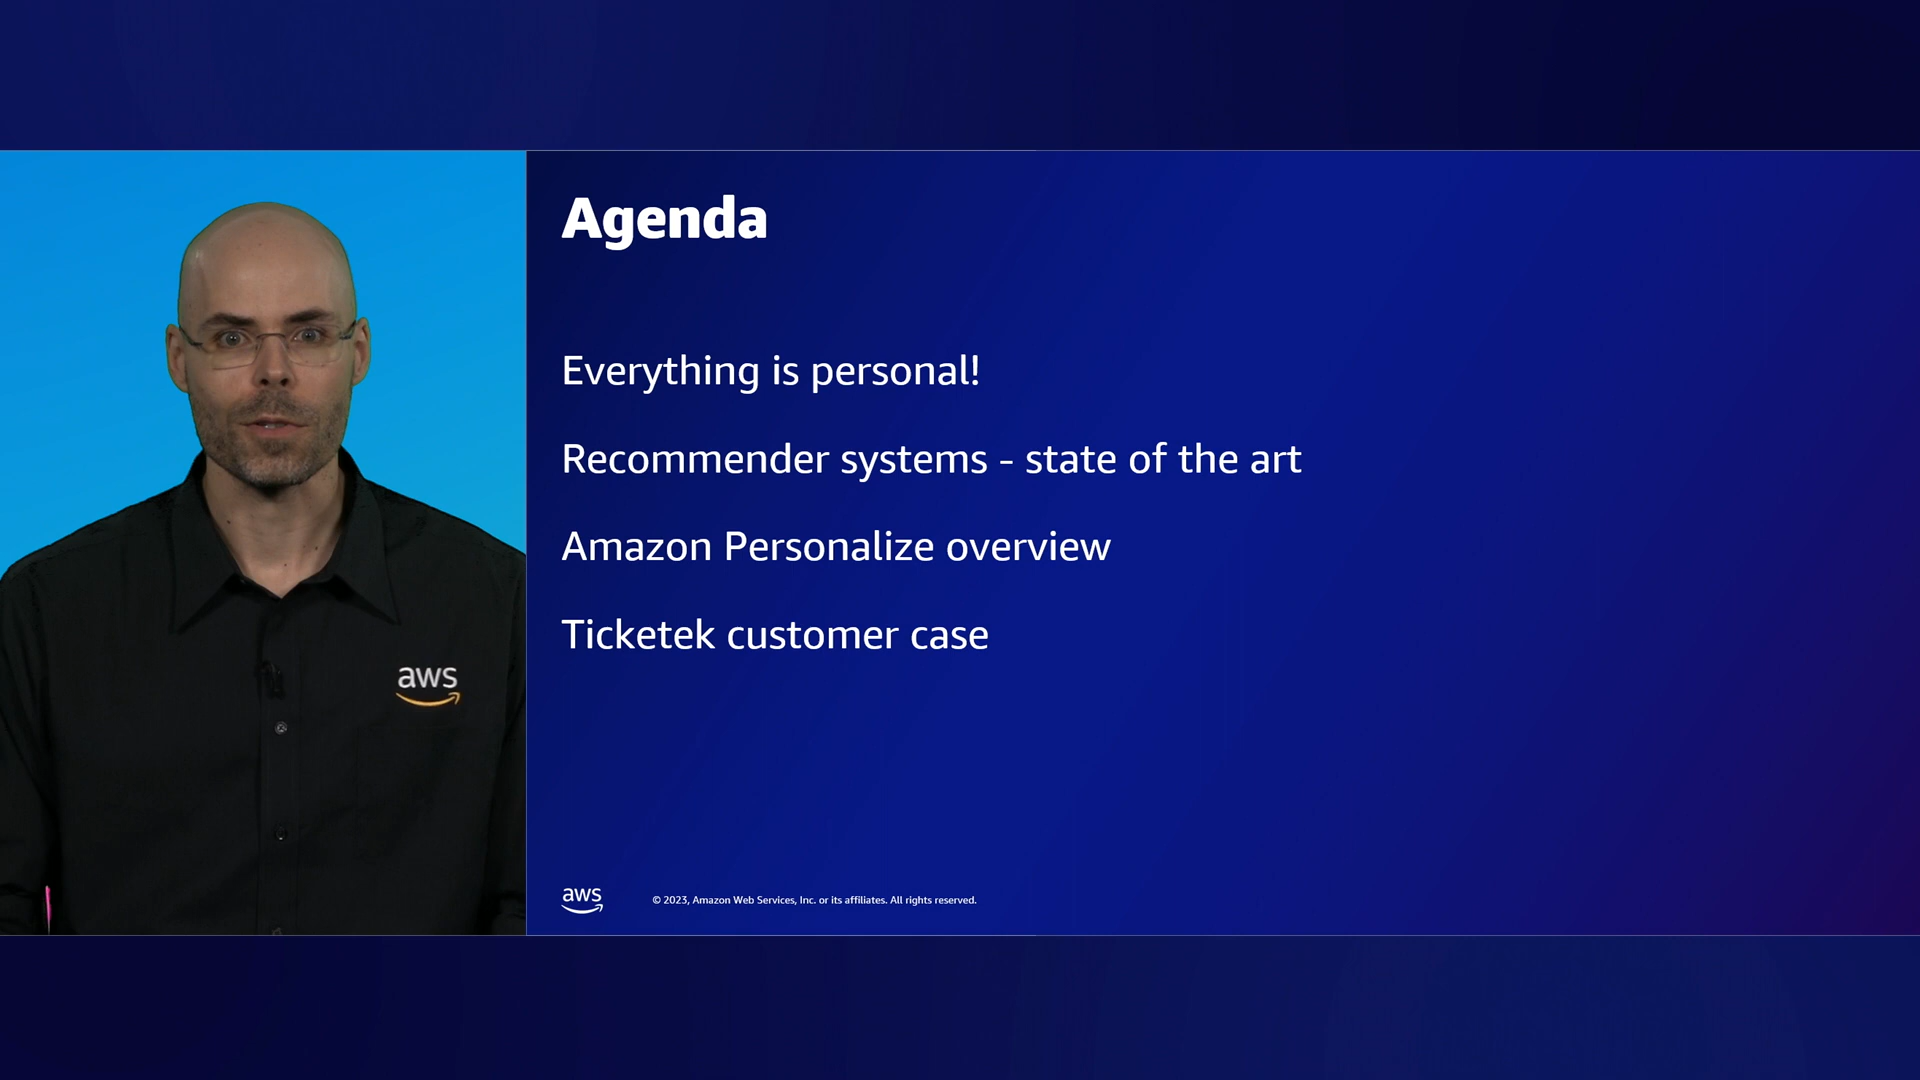 Agenda
Everything is personal!
Recommender systems - state of the art
Amazon Personalize overview
Ticketek customer case
aws
aws
© 2023, Amazon Web Services, Inc. or its affiliates. All rights reserved.